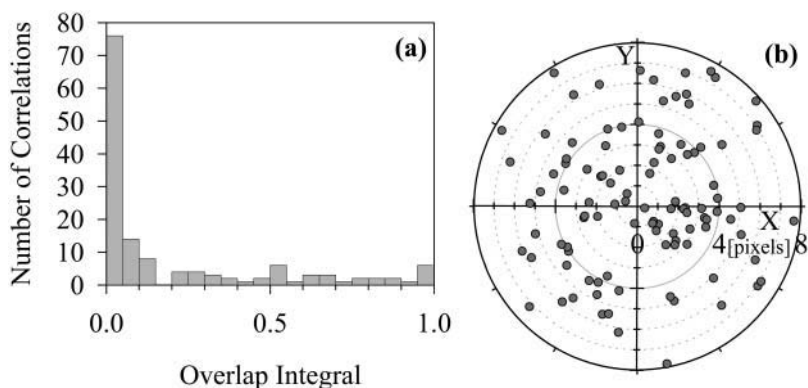 80
70
60
50
40
30
20
10
0
Number of Correlations
(a)
0.0 0.5 1.0
Overlap Integral
(b)
Y
X
0 4[pixels] 8